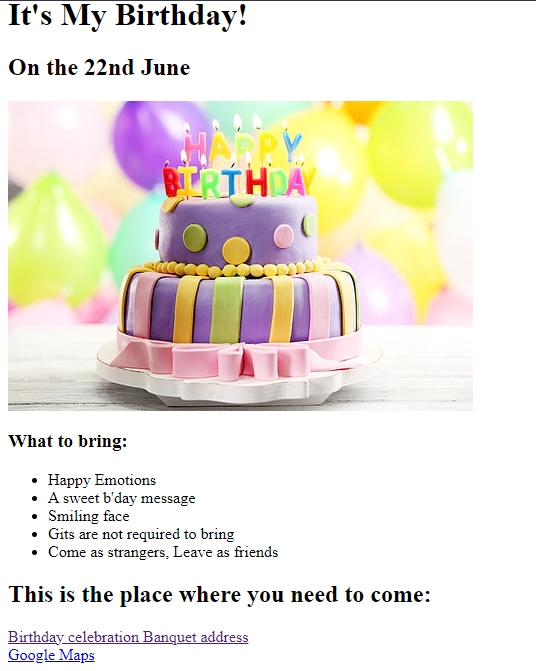 It's My Birthday!
On the 22nd June
HAPPY
BIRTHDAY
What to bring:
Happy Emotions
A sweet b'day message
Smiling face
Gits are not required to bring
Come as strangers, Leave as friends
This is the place where you need to come:
Birthday celebration Banquet address
Google Maps